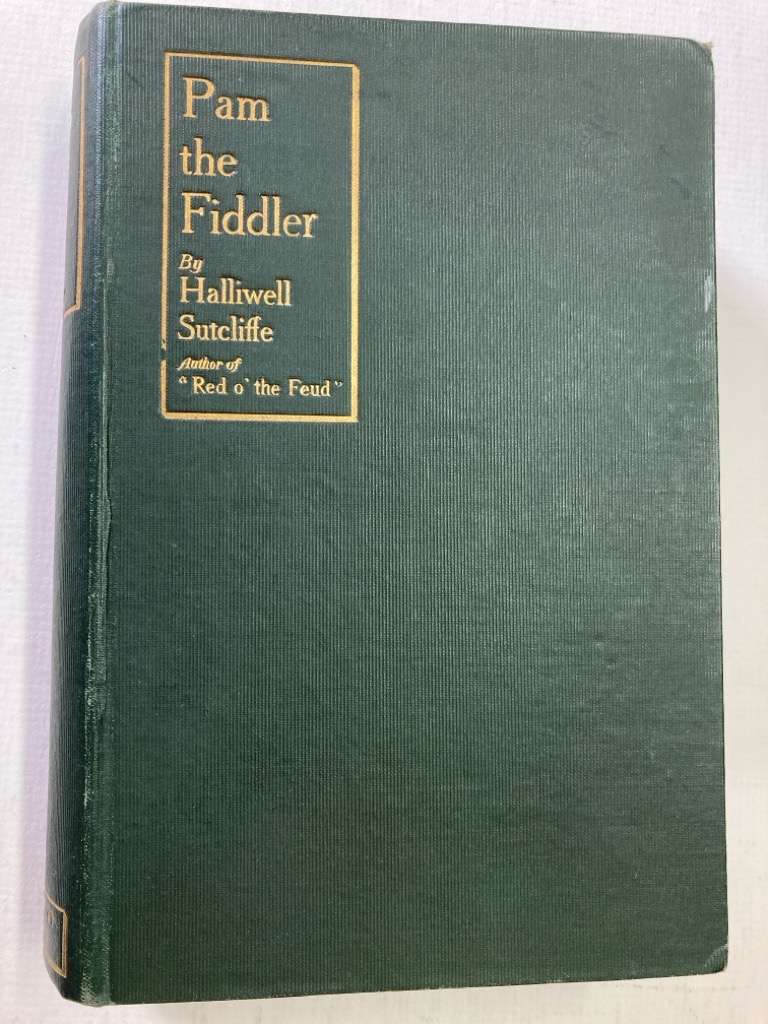 Pam
the
Fiddler
By
Halliwell
Sutcliffe
Author of
"Red o' the Feud"